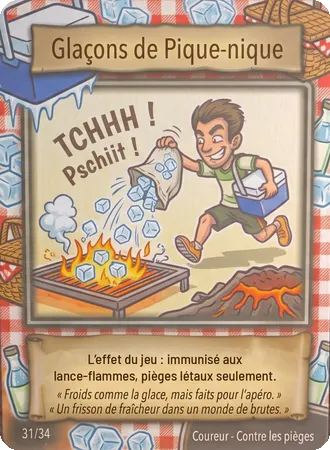 Glaçons de Pique-nique
TCHHH !
Pschiit !
L'effet du jeu : immunisé aux
lance-flammes, pièges létaux seulement.
« Froids comme la glace, mais faits pour l'apéro. »
« Un frisson de fraîcheur dans un monde de brutes. »
31/34
Coureur - Contre les pièges